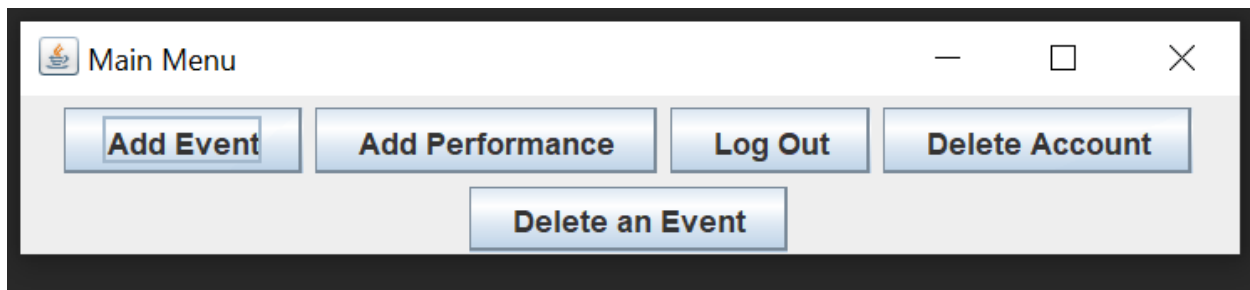 Main Menu
Add Event Add Performance Log Out Delete Account
Delete an Event